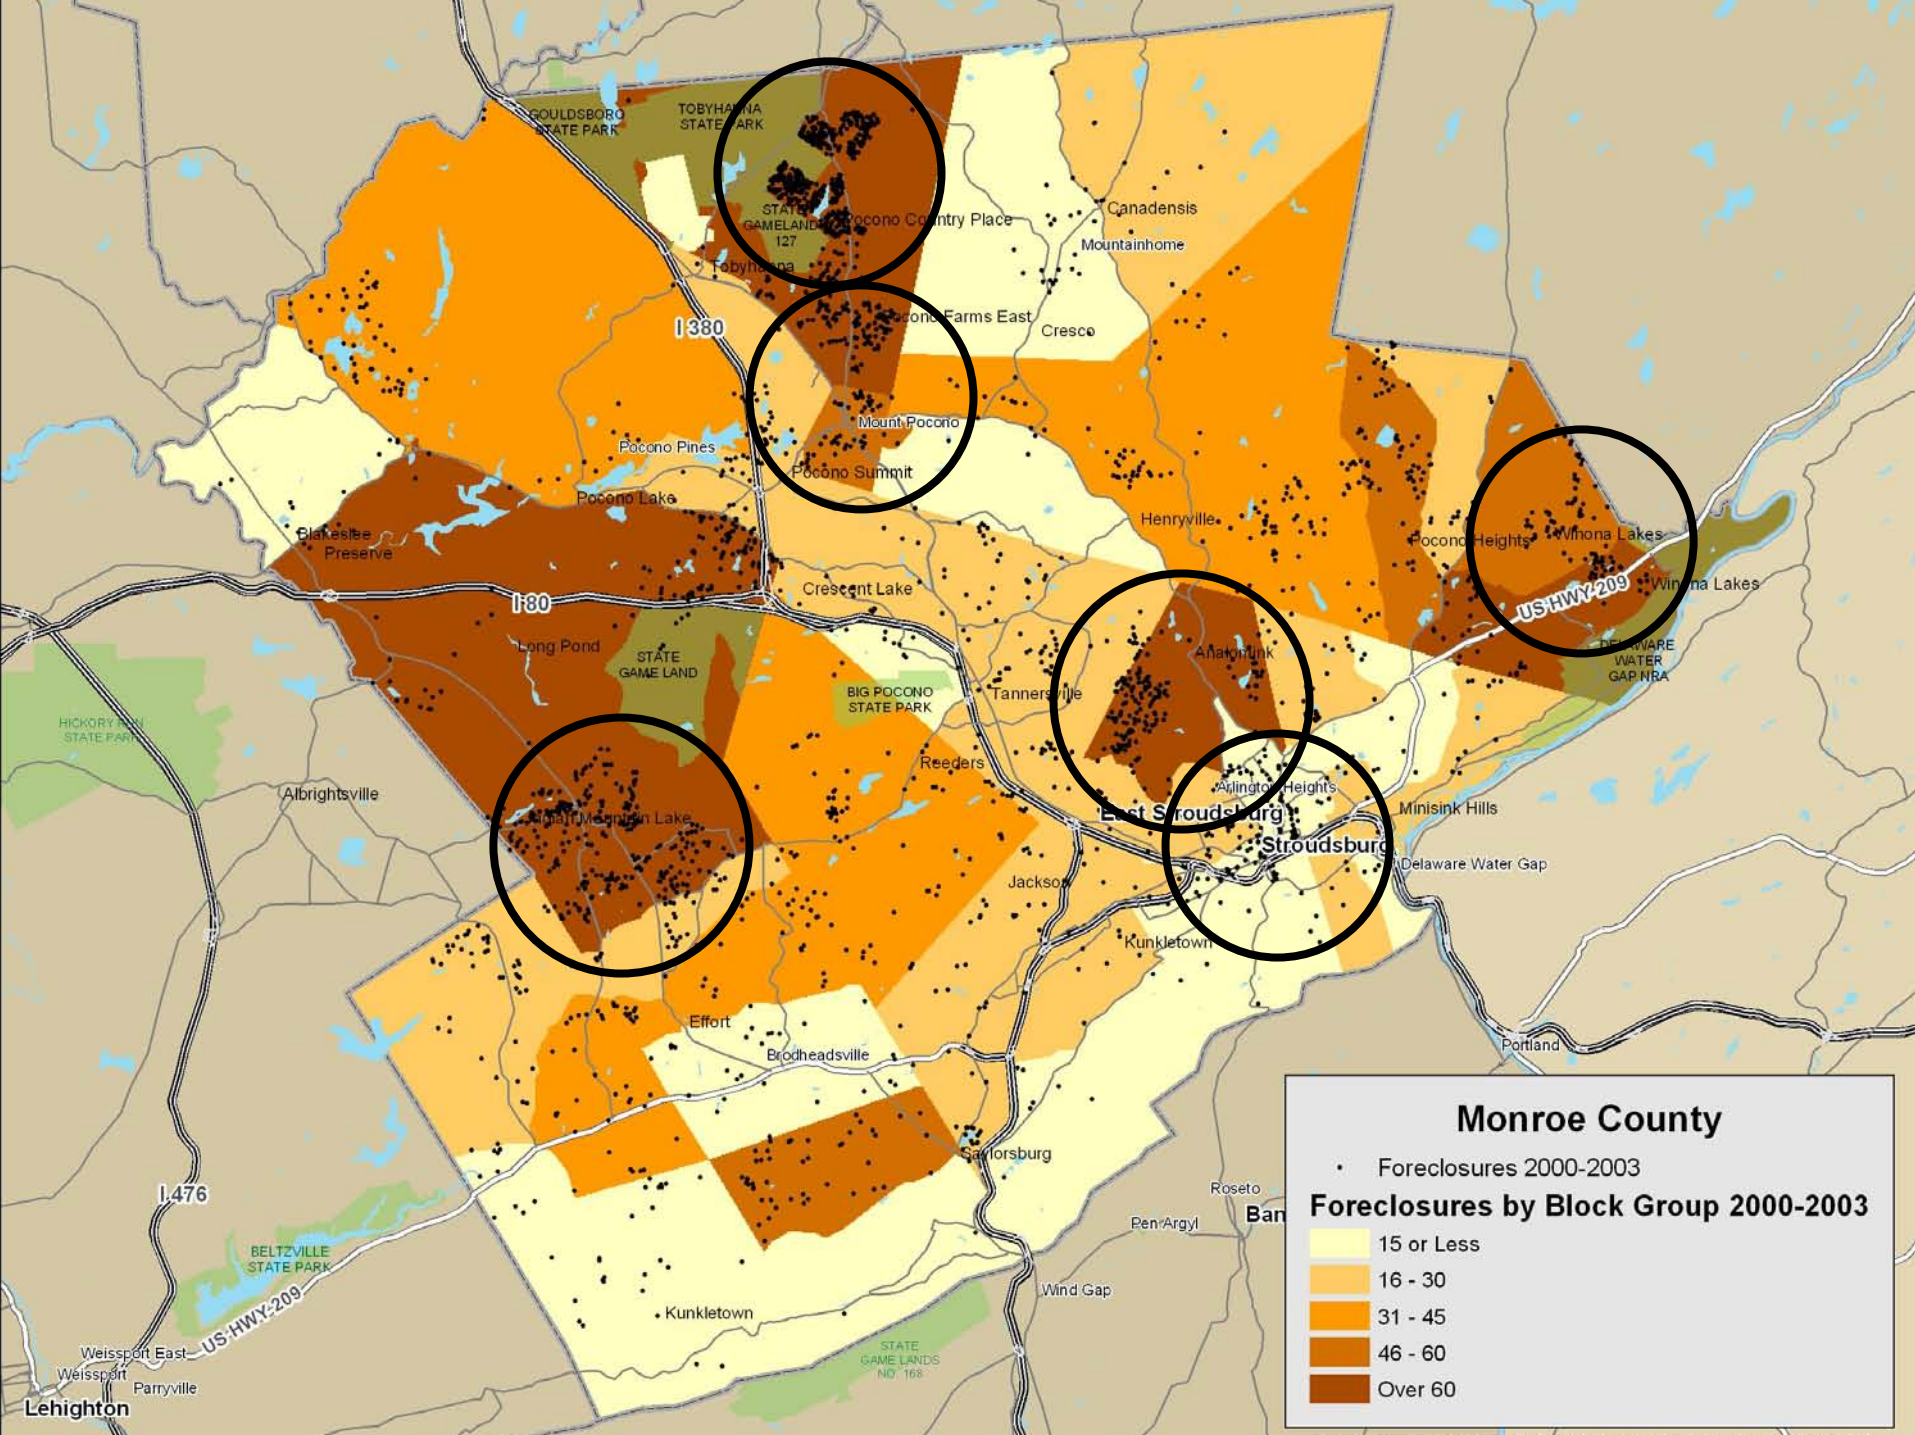 GOULDSBORO
STATE PARK
TOBYHANNA
STATE PARK
STATE
GAMELAND
127
Pocono Country Place
Tobyhanna
Canadensis
Mountainhome
I 380
Pocono Farms East
Cresco
Mount Pocono
Pocono Pines
Pocono Summit
Pocono Lake
Blakeslee
Preserve
Henryville
Pocono Heights
Winona Lakes
Winona Lakes
US HWY 209
I 80
Crescent Lake
Long Pond
STATE
GAME LAND
BIG POCONO
STATE PARK
Tannersville
Analomink
DELAWARE
WATER
GAP NRA
HICKORY RUN
STATE PARK
Albrightsville
Reeders
Indian Mountain Lake
Arlington Heights
East Stroudsburg
Stroudsburg
Minisink Hills
Delaware Water Gap
Jackson
Kunkletown
Effort
Brodheadsville
Portland
Saylorsburg
I 476
Roseto
Pen Argyl
Ban
BELTZVILLE
STATE PARK
US HWY 209
Wind Gap
Kunkletown
STATE
GAME LANDS
NO. 168
Weissport East
Weissport
Parryville
Lehighton
Monroe County
Foreclosures 2000-2003
Foreclosures by Block Group 2000-2003
15 or Less
16 - 30
31 - 45
46 - 60
Over 60